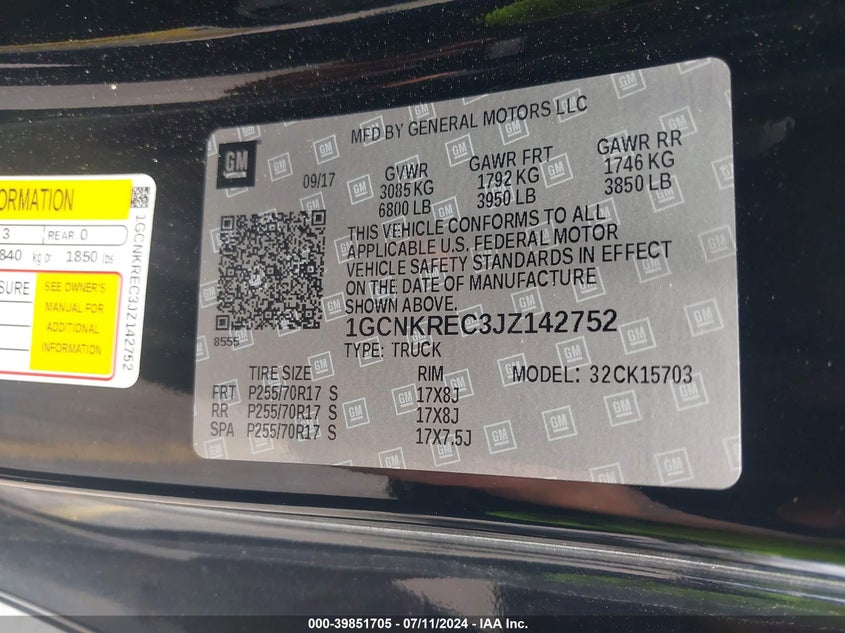 ORMATION
3 REAR 0
840 kg or 1850 lbs
SURE
SEE OWNER'S
MANUAL FOR
ADDITIONAL
INFORMATION
1GCNKREC3JZ142752
GM
MFD BY GENERAL MOTORS LLC
09/17
GVWR GAWR FRT GAWR RR
3085 KG 1792 KG 1746 KG
6800 LB 3950 LB 3850 LB
THIS VEHICLE CONFORMS TO ALL
APPLICABLE U.S. FEDERAL MOTOR
VEHICLE SAFETY STANDARDS IN EFFECT
ON THE DATE OF MANUFACTURE
SHOWN ABOVE.
8555
1GCNKREC3JZ142752
TYPE: TRUCK
TIRE SIZE RIM MODEL: 32CK15703
FRT P255/70R17 S 17X8J
RR P255/70R17 S 17X8J
SPA P255/70R17 S 17X7.5J
000-39851705 - 07/11/2024 - IAA Inc.